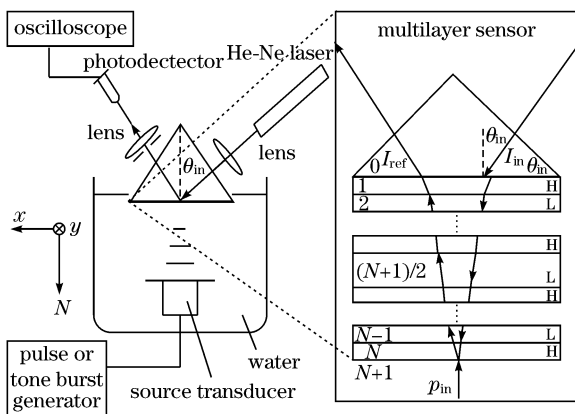 oscilloscope
photodectector
He-Ne laser
lens
lens
θin
x
y
N
water
source transducer
pulse or
tone burst
generator
multilayer sensor
θin
0
Iref
Iin
θin
1
H
2
L
H
(N+1)/2
L
H
N−1
L
N
H
N+1
pin